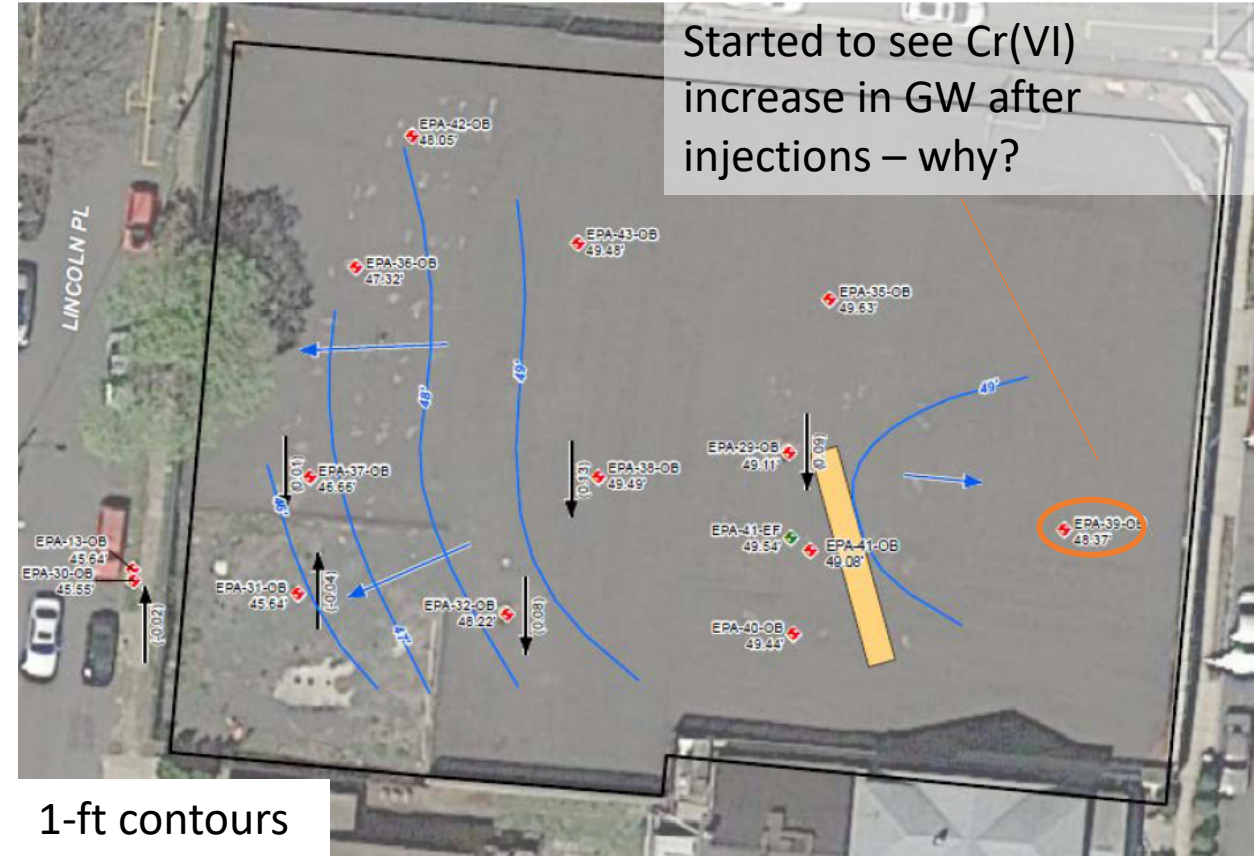 Started to see Cr(VI)
increase in GW after
injections – why?
EPA-42-OB
48.05'
LINCOLN PL
EPA-43-OB
49.48'
EPA-36-OB
47.32'
EPA-35-OB
49.63'
49'
48'
49'
EPA-29-OB
49.11'
(0.09)
EPA-37-OB
46.66'
(0.01)
EPA-38-OB
49.49'
(0.13)
46'
EPA-39-OB
48.37'
EPA-41-EF
49.54'
EPA-41-OB
49.08'
EPA-13-OB
45.64'
EPA-30-OB
45.55'
(-0.02)
EPA-31-OB
45.64'
(-0.04)
EPA-32-OB
48.22'
(0.08)
47'
EPA-40-OB
49.44'
1-ft contours